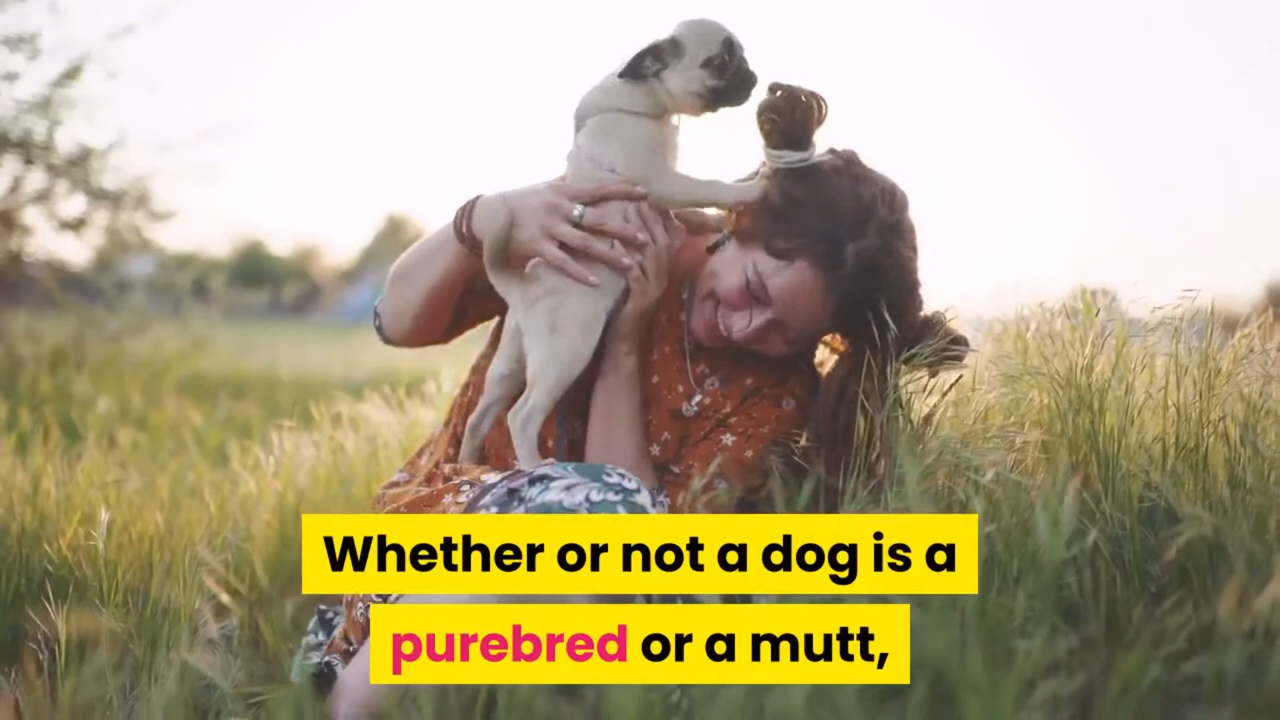 Whether or not a dog is a
purebred or a mutt,